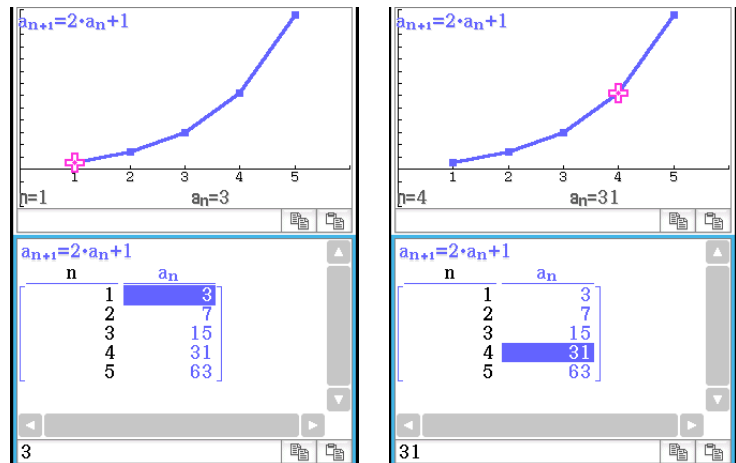 aₙ₊₁=2·aₙ+1
1 2 3 4 5
n=1 aₙ=3
aₙ₊₁=2·aₙ+1
n aₙ
1 3
2 7
3 15
4 31
5 63
3
aₙ₊₁=2·aₙ+1
1 2 3 4 5
n=4 aₙ=31
aₙ₊₁=2·aₙ+1
n aₙ
1 3
2 7
3 15
4 31
5 63
31